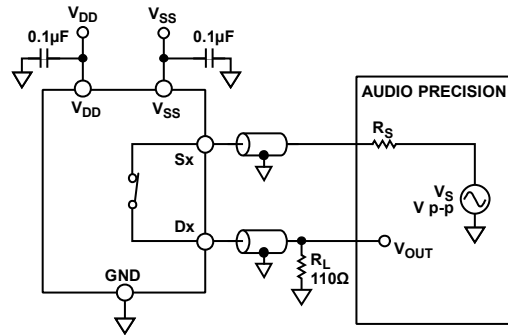 VDD
VSS
0.1µF
0.1µF
VDD
VSS
AUDIO PRECISION
RS
Sx
VS
V p-p
Dx
VOUT
RL
110Ω
GND